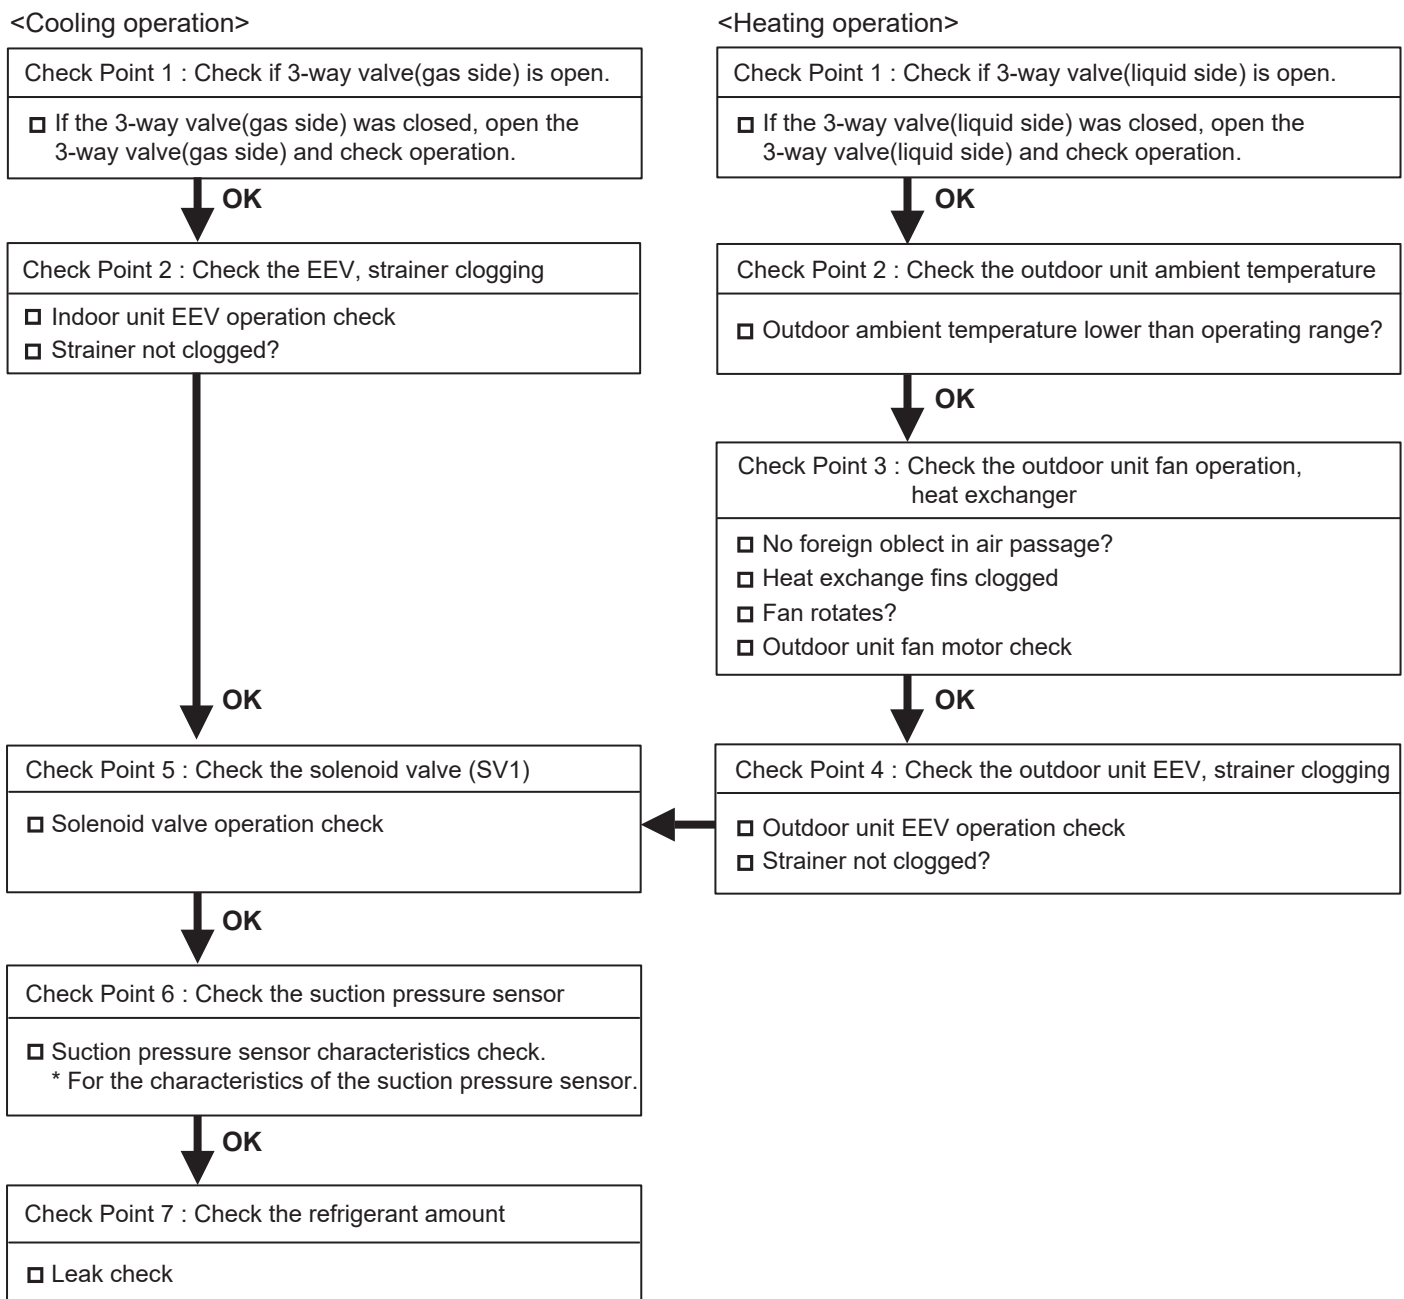 <Cooling operation>
Check Point 1 : Check if 3-way valve(gas side) is open.
If the 3-way valve(gas side) was closed, open the
3-way valve(gas side) and check operation.
OK
Check Point 2 : Check the EEV, strainer clogging
Indoor unit EEV operation check
Strainer not clogged?
OK
<Heating operation>
Check Point 1 : Check if 3-way valve(liquid side) is open.
If the 3-way valve(liquid side) was closed, open the
3-way valve(liquid side) and check operation.
OK
Check Point 2 : Check the outdoor unit ambient temperature
Outdoor ambient temperature lower than operating range?
OK
Check Point 3 : Check the outdoor unit fan operation,
heat exchanger
No foreign oblect in air passage?
Heat exchange fins clogged
Fan rotates?
Outdoor unit fan motor check
OK
Check Point 4 : Check the outdoor unit EEV, strainer clogging
Outdoor unit EEV operation check
Strainer not clogged?
Check Point 5 : Check the solenoid valve (SV1)
Solenoid valve operation check
OK
Check Point 6 : Check the suction pressure sensor
Suction pressure sensor characteristics check.
* For the characteristics of the suction pressure sensor.
OK
Check Point 7 : Check the refrigerant amount
Leak check